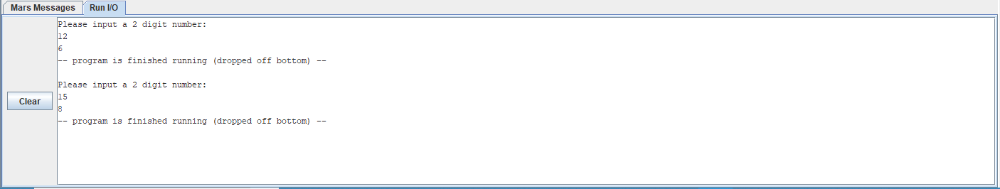 Mars Messages Run I/O
Please input a 2 digit number:
12
6
-- program is finished running (dropped off bottom) --
Please input a 2 digit number:
15
8
-- program is finished running (dropped off bottom) --
Clear